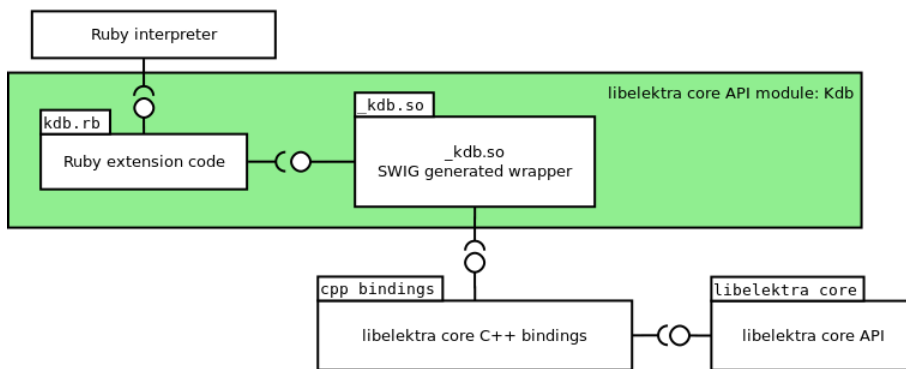 Ruby interpreter
libelektra core API module: Kdb
kdb.rb
Ruby extension code
_kdb.so
_kdb.so
SWIG generated wrapper
cpp bindings
libelektra core C++ bindings
libelektra core
libelektra core API